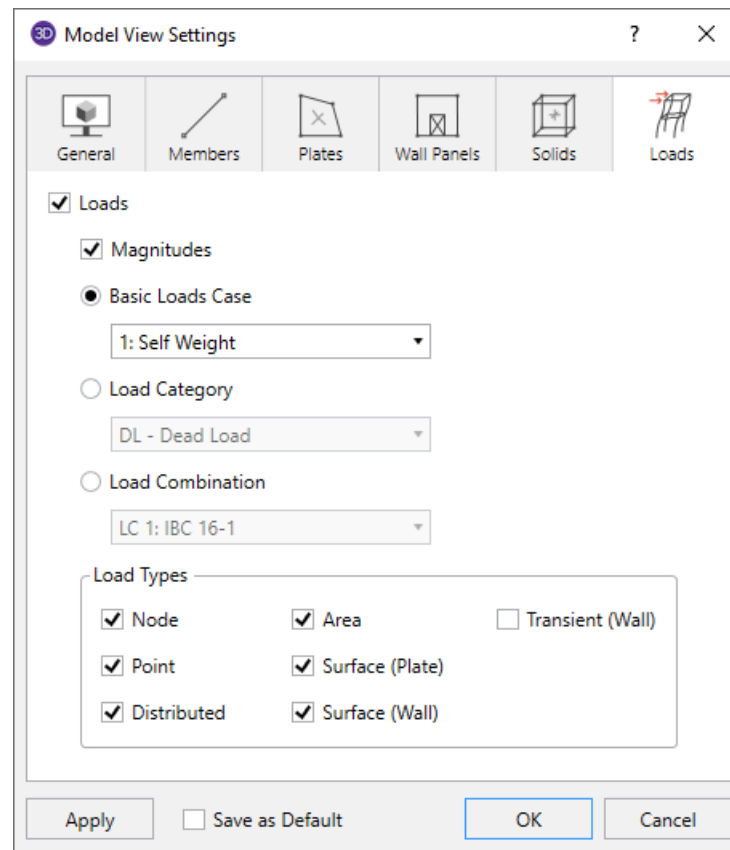 3D Model View Settings ? ×
General Members Plates Wall Panels Solids Loads
Loads
Magnitudes
Basic Loads Case
1: Self Weight
Load Category
DL - Dead Load
Load Combination
LC 1: IBC 16-1
Load Types
Node Area Transient (Wall)
Point Surface (Plate)
Distributed Surface (Wall)
Apply Save as Default OK Cancel